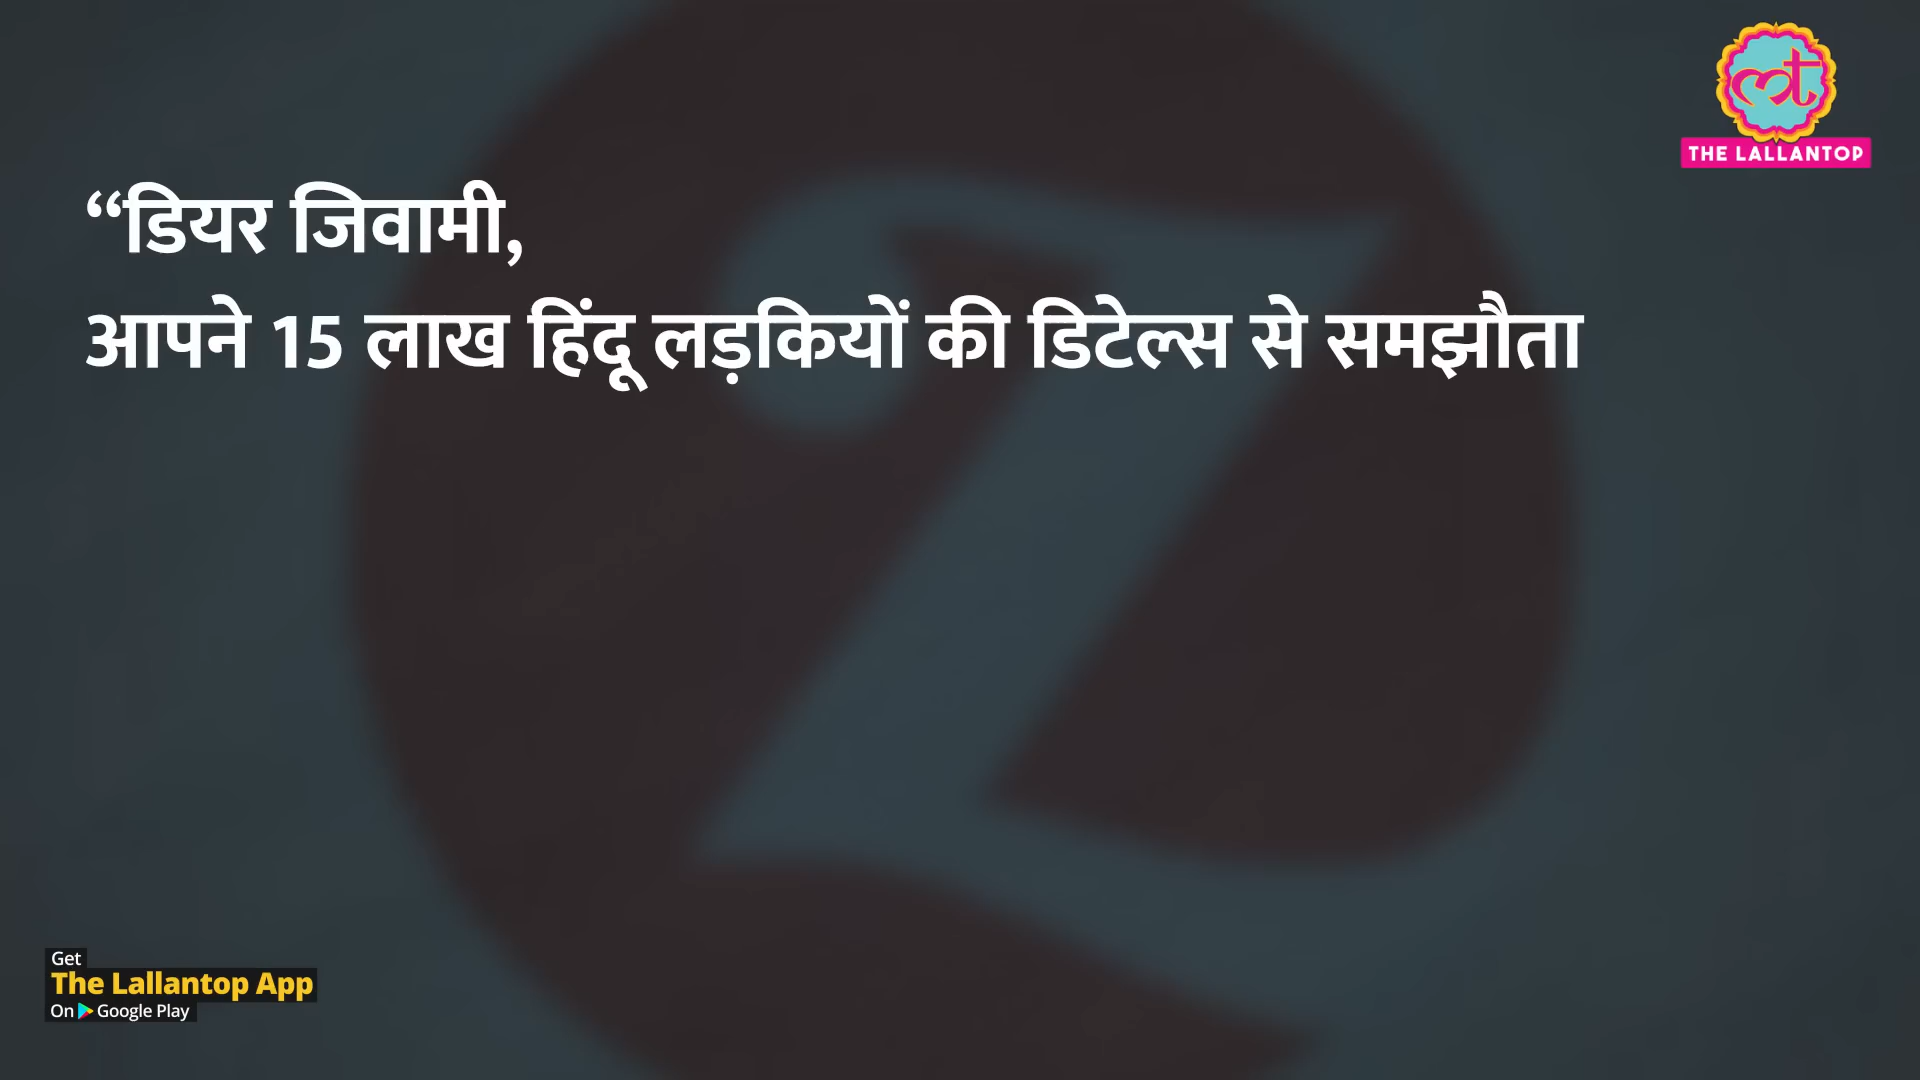 THE LALLANTOP
“डियर जिवामी,
आपने 15 लाख हिंदू लड़कियों की डिटेल्स से समझौता
Get
The Lallantop App
On Google Play